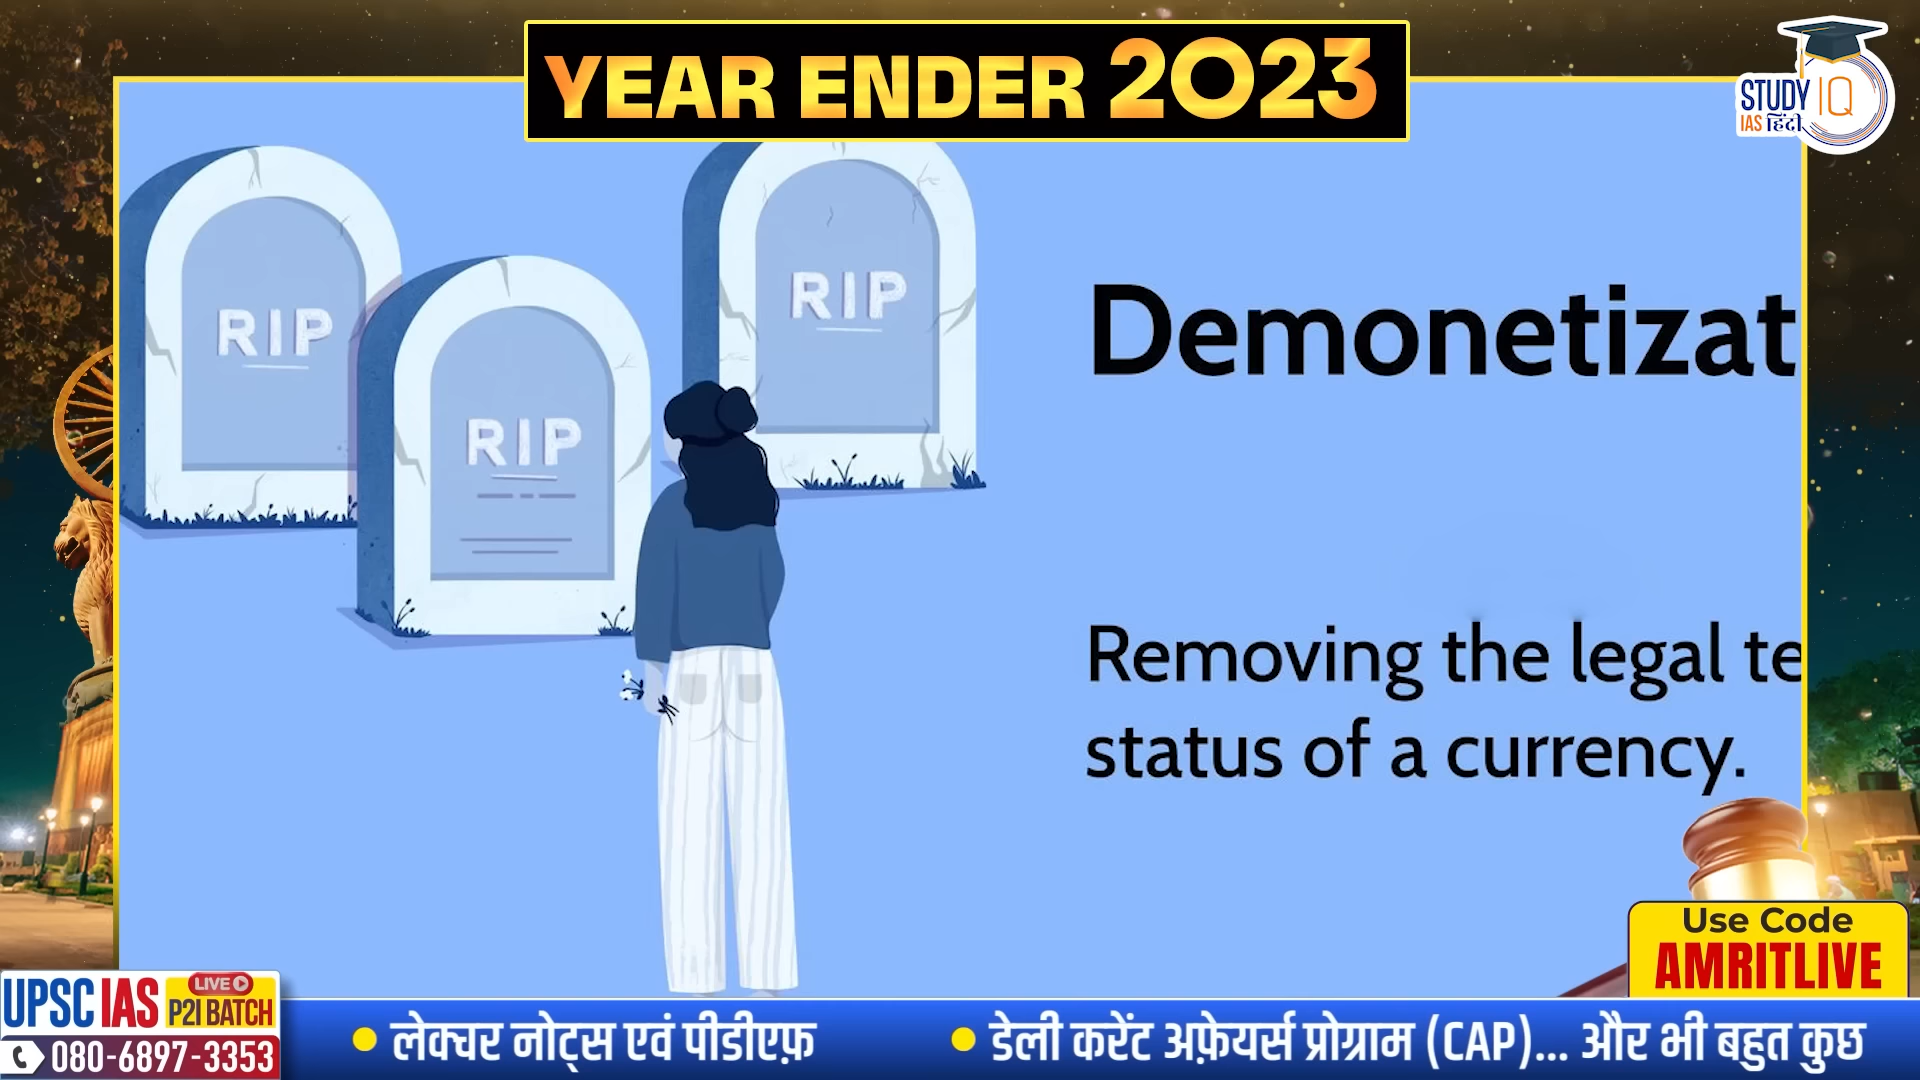 YEAR ENDER 2023
STUDY IQ
IAS हिंदी
RIP
RIP
RIP
Demonetizat
Removing the legal te
status of a currency.
Use Code
AMRITLIVE
UPSC IAS
LIVE
P2I BATCH
080-6897-3353
लेक्चर नोट्स एवं पीडीएफ़
डेली करेंट अफ़ेयर्स प्रोग्राम (CAP)... और भी बहुत कुछ